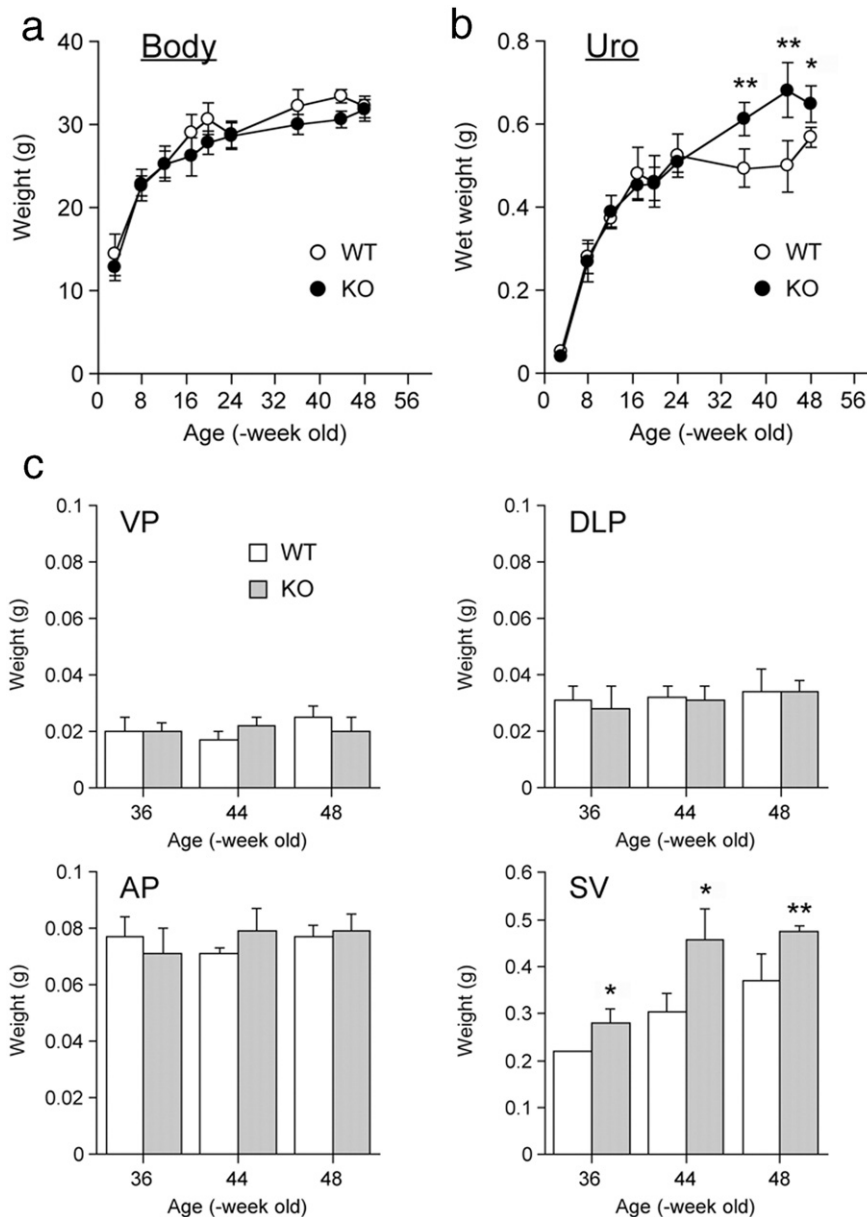 a
Body
Weight (g)
40
30
20
10
0
WT
KO
0 8 16 24 32 40 48 56
Age (-week old)
b
Uro
Wet weight (g)
0.8
0.6
0.4
0.2
0
** ** *
WT
KO
0 8 16 24 32 40 48 56
Age (-week old)
c
VP
WT
KO
Weight (g)
0.1
0.08
0.06
0.04
0.02
0
36 44 48
Age (-week old)
DLP
Weight (g)
0.1
0.08
0.06
0.04
0.02
0
36 44 48
Age (-week old)
AP
Weight (g)
0.1
0.08
0.06
0.04
0.02
0
36 44 48
Age (-week old)
SV
Weight (g)
0.6
0.5
0.4
0.3
0.2
0.1
0
* * **
36 44 48
Age (-week old)